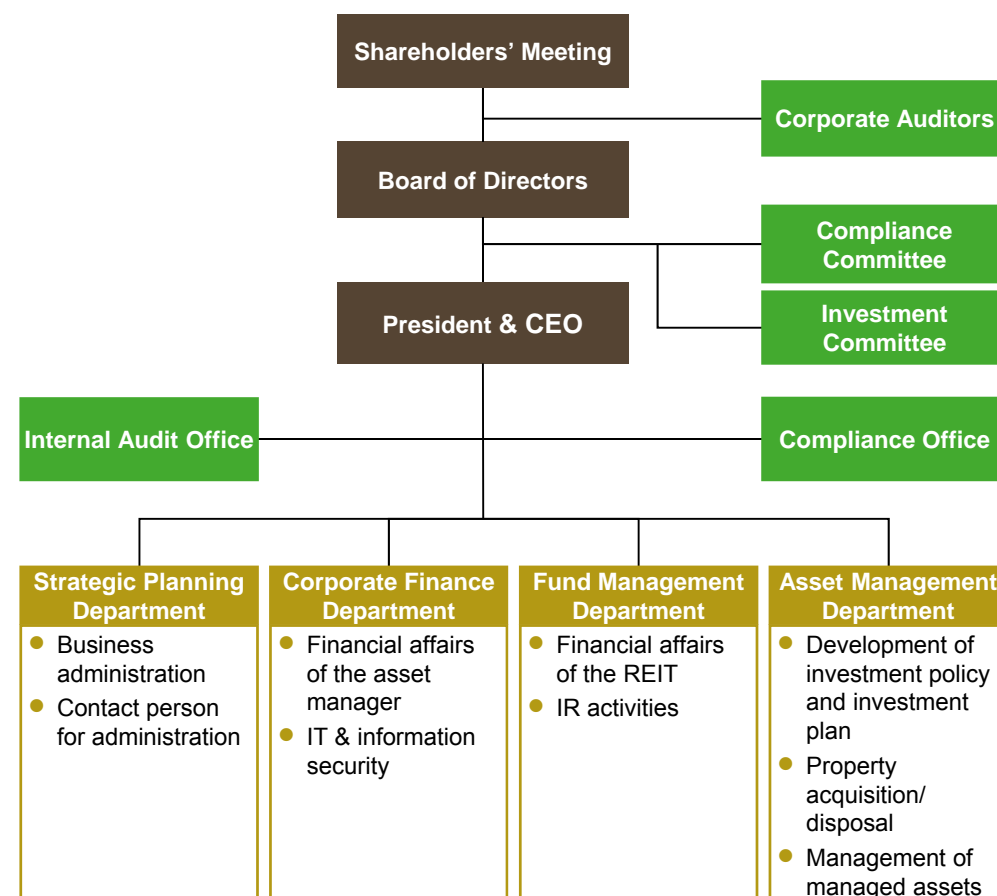 Shareholders’ Meeting
Corporate Auditors
Board of Directors
Compliance
Committee
Investment
Committee
President & CEO
Internal Audit Office
Compliance Office
Strategic Planning
Department
● Business
administration
● Contact person
for administration
Corporate Finance
Department
● Financial affairs
of the asset
manager
● IT & information
security
Fund Management
Department
● Financial affairs
of the REIT
● IR activities
Asset Management
Department
● Development of
investment policy
and investment
plan
● Property
acquisition/
disposal
● Management of
managed assets